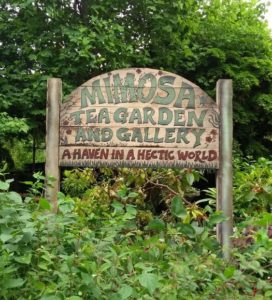 MIMOSA
TEA GARDEN
AND GALLERY
A HAVEN IN A HECTIC WORLD